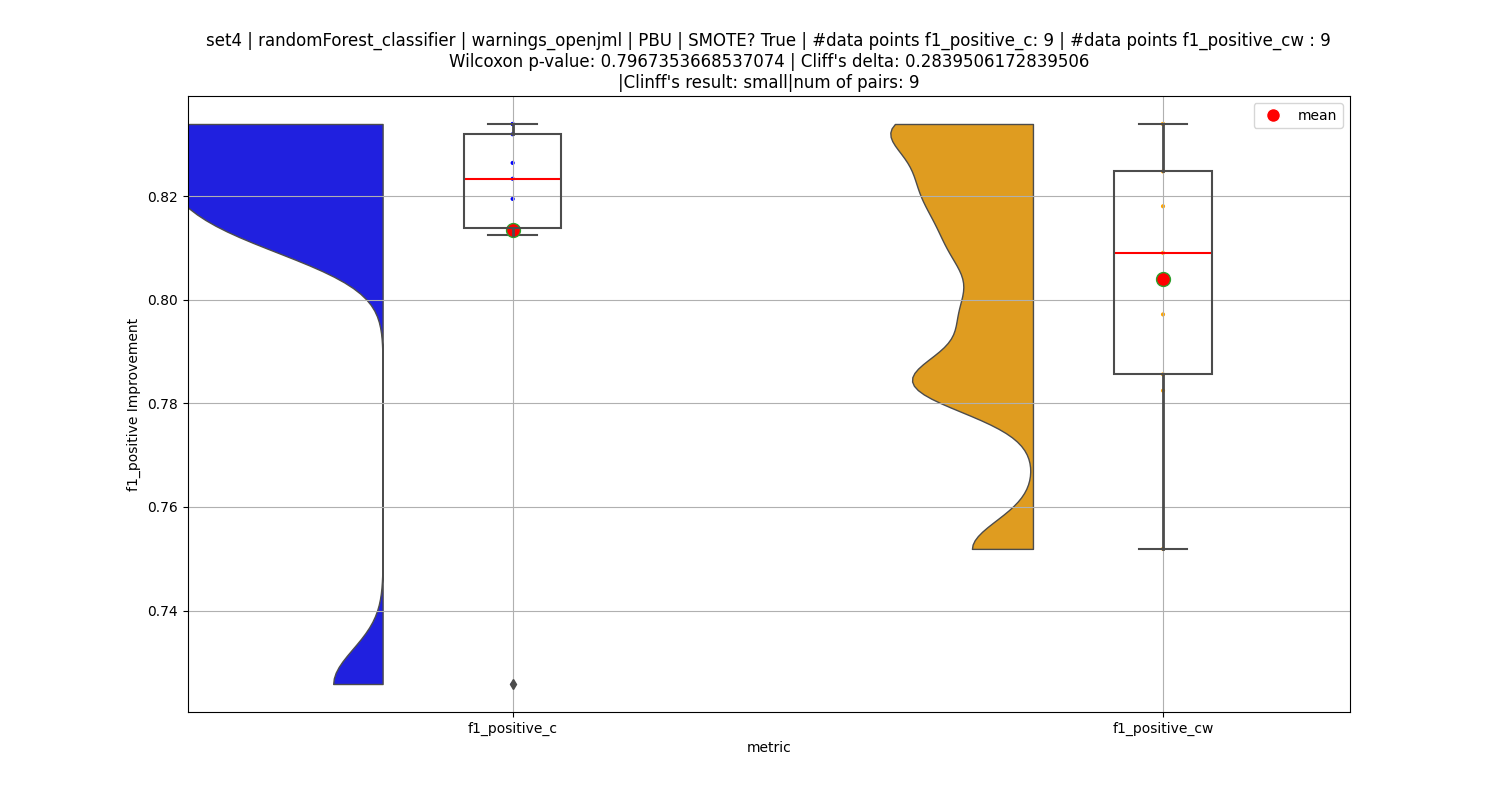 set4 | randomForest_classifier | warnings_openjml | PBU | SMOTE? True | #data points f1_positive_c: 9 | #data points f1_positive_cw : 9
Wilcoxon p-value: 0.7967353668537074 | Cliff's delta: 0.2839506172839506
|Clinff's result: small|num of pairs: 9
mean
0.82
0.80
0.78
0.76
0.74
f1_positive Improvement
f1_positive_c
f1_positive_cw
metric